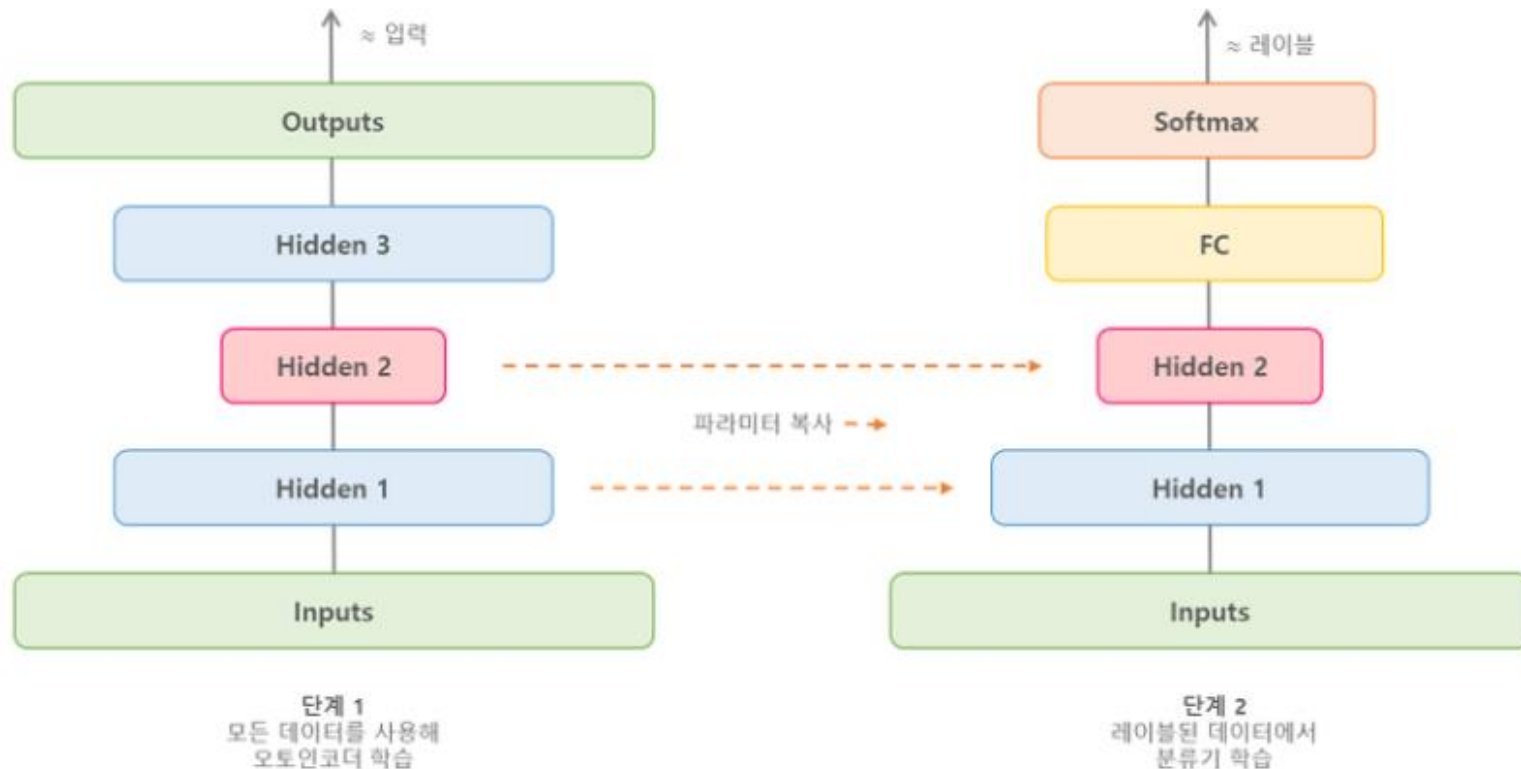 ≈ 입력
Outputs
Hidden 3
Hidden 2
Hidden 1
Inputs
단계 1
모든 데이터를 사용해
오토인코더 학습
파라미터 복사
≈ 레이블
Softmax
FC
Hidden 2
Hidden 1
Inputs
단계 2
레이블된 데이터에서
분류기 학습